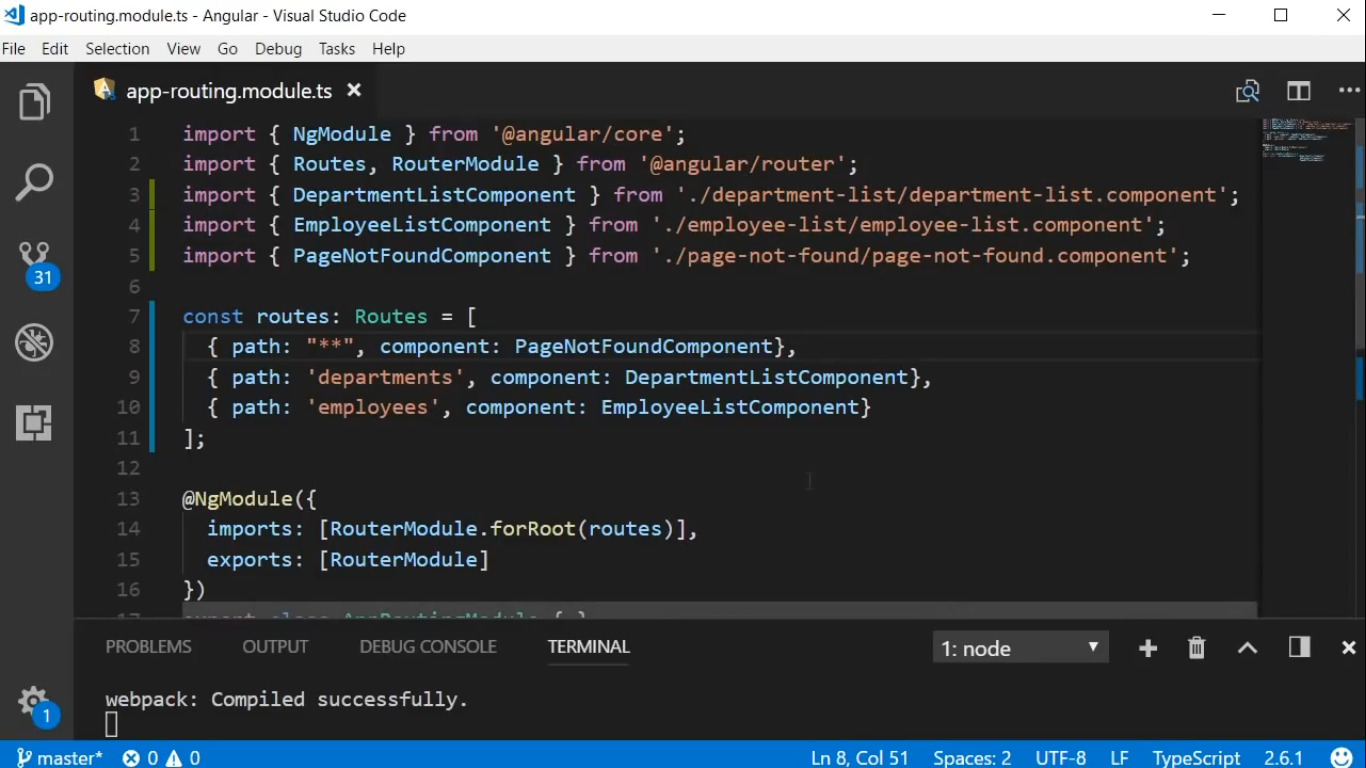 app-routing.module.ts - Angular - Visual Studio Code
File Edit Selection View Go Debug Tasks Help
app-routing.module.ts
1 import { NgModule } from '@angular/core';
2 import { Routes, RouterModule } from '@angular/router';
3 import { DepartmentListComponent } from './department-list/department-list.component';
4 import { EmployeeListComponent } from './employee-list/employee-list.component';
5 import { PageNotFoundComponent } from './page-not-found/page-not-found.component';
6
7 const routes: Routes = [
8 { path: "**", component: PageNotFoundComponent},
9 { path: 'departments', component: DepartmentListComponent},
10 { path: 'employees', component: EmployeeListComponent}
11 ];
12
13 @NgModule({
14 imports: [RouterModule.forRoot(routes)],
15 exports: [RouterModule]
16 })
17 export class AppRoutingModule { }
31
1
PROBLEMS OUTPUT DEBUG CONSOLE TERMINAL 1: node
webpack: Compiled successfully.
master* 0 0 Ln 8, Col 51 Spaces: 2 UTF-8 LF TypeScript 2.6.1